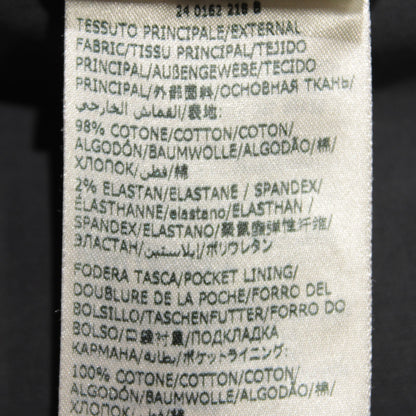 24 0162 218 8
TESSUTO PRINCIPALE/EXTERNAL
FABRIC/TISSU PRINCIPAL/TEJIDO
PRINCIPAL/AUßENGEWEBE/TECIDO
PRINCIPAL/外部面料/ОСНОВНАЯ ТКАНЬ/
القماش الخارجي/表地:
98% COTONE/COTTON/COTON/
ALGODÓN/BAUMWOLLE/ALGODÃO/棉/
ХЛОПОК/قطن/綿
2% ELASTAN/ELASTANE / SPANDEX/
ÉLASTHANNE/elastano/ELASTHAN /
SPANDEX/ELASTANO/聚氨酯弹性纤维/
ЭЛАСТАН/إيلاستين/ポリウレタン
FODERA TASCA/POCKET LINING/
DOUBLURE DE LA POCHE/FORRO DEL
BOLSILLO/TASCHENFUTTER/FORRO DO
BOLSO/口袋衬里/ПОДКЛАДКА
КАРМАНА/بطانة/ポケットライニング:
100% COTONE/COTTON/COTON/
ALGODÓN/BAUMWOLLE/ALGODÃO/棉/
ХЛОПОК/قطن/綿